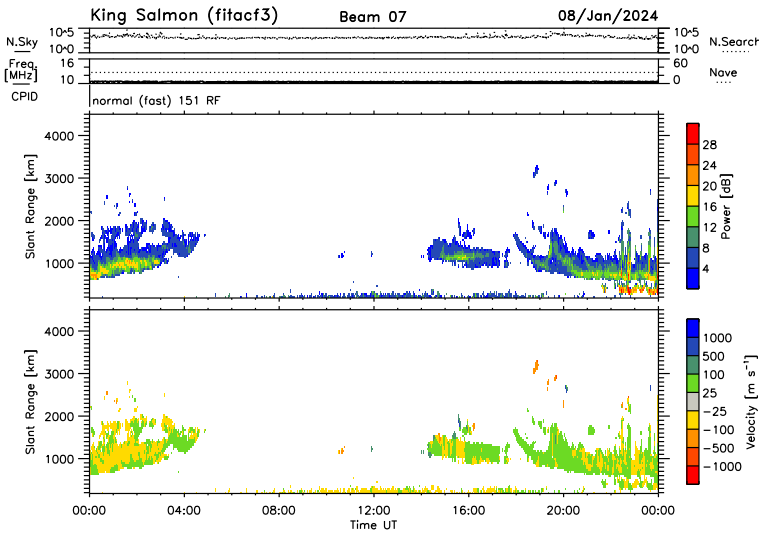 King Salmon (fitacf3) Beam 07 08/Jan/2024
N.Sky 10^5 10^0 10^5 10^0 N.Search
Freq. [MHz] 16 10 60 0 Nave
CPID normal (fast) 151 RF
Slant Range [km] 4000 3000 2000 1000
28 24 20 16 12 8 4 Power [dB]
Slant Range [km] 4000 3000 2000 1000
1000 500 100 25 -25 -100 -500 -1000 Velocity [m s⁻¹]
00:00 04:00 08:00 12:00 16:00 20:00 00:00
Time UT